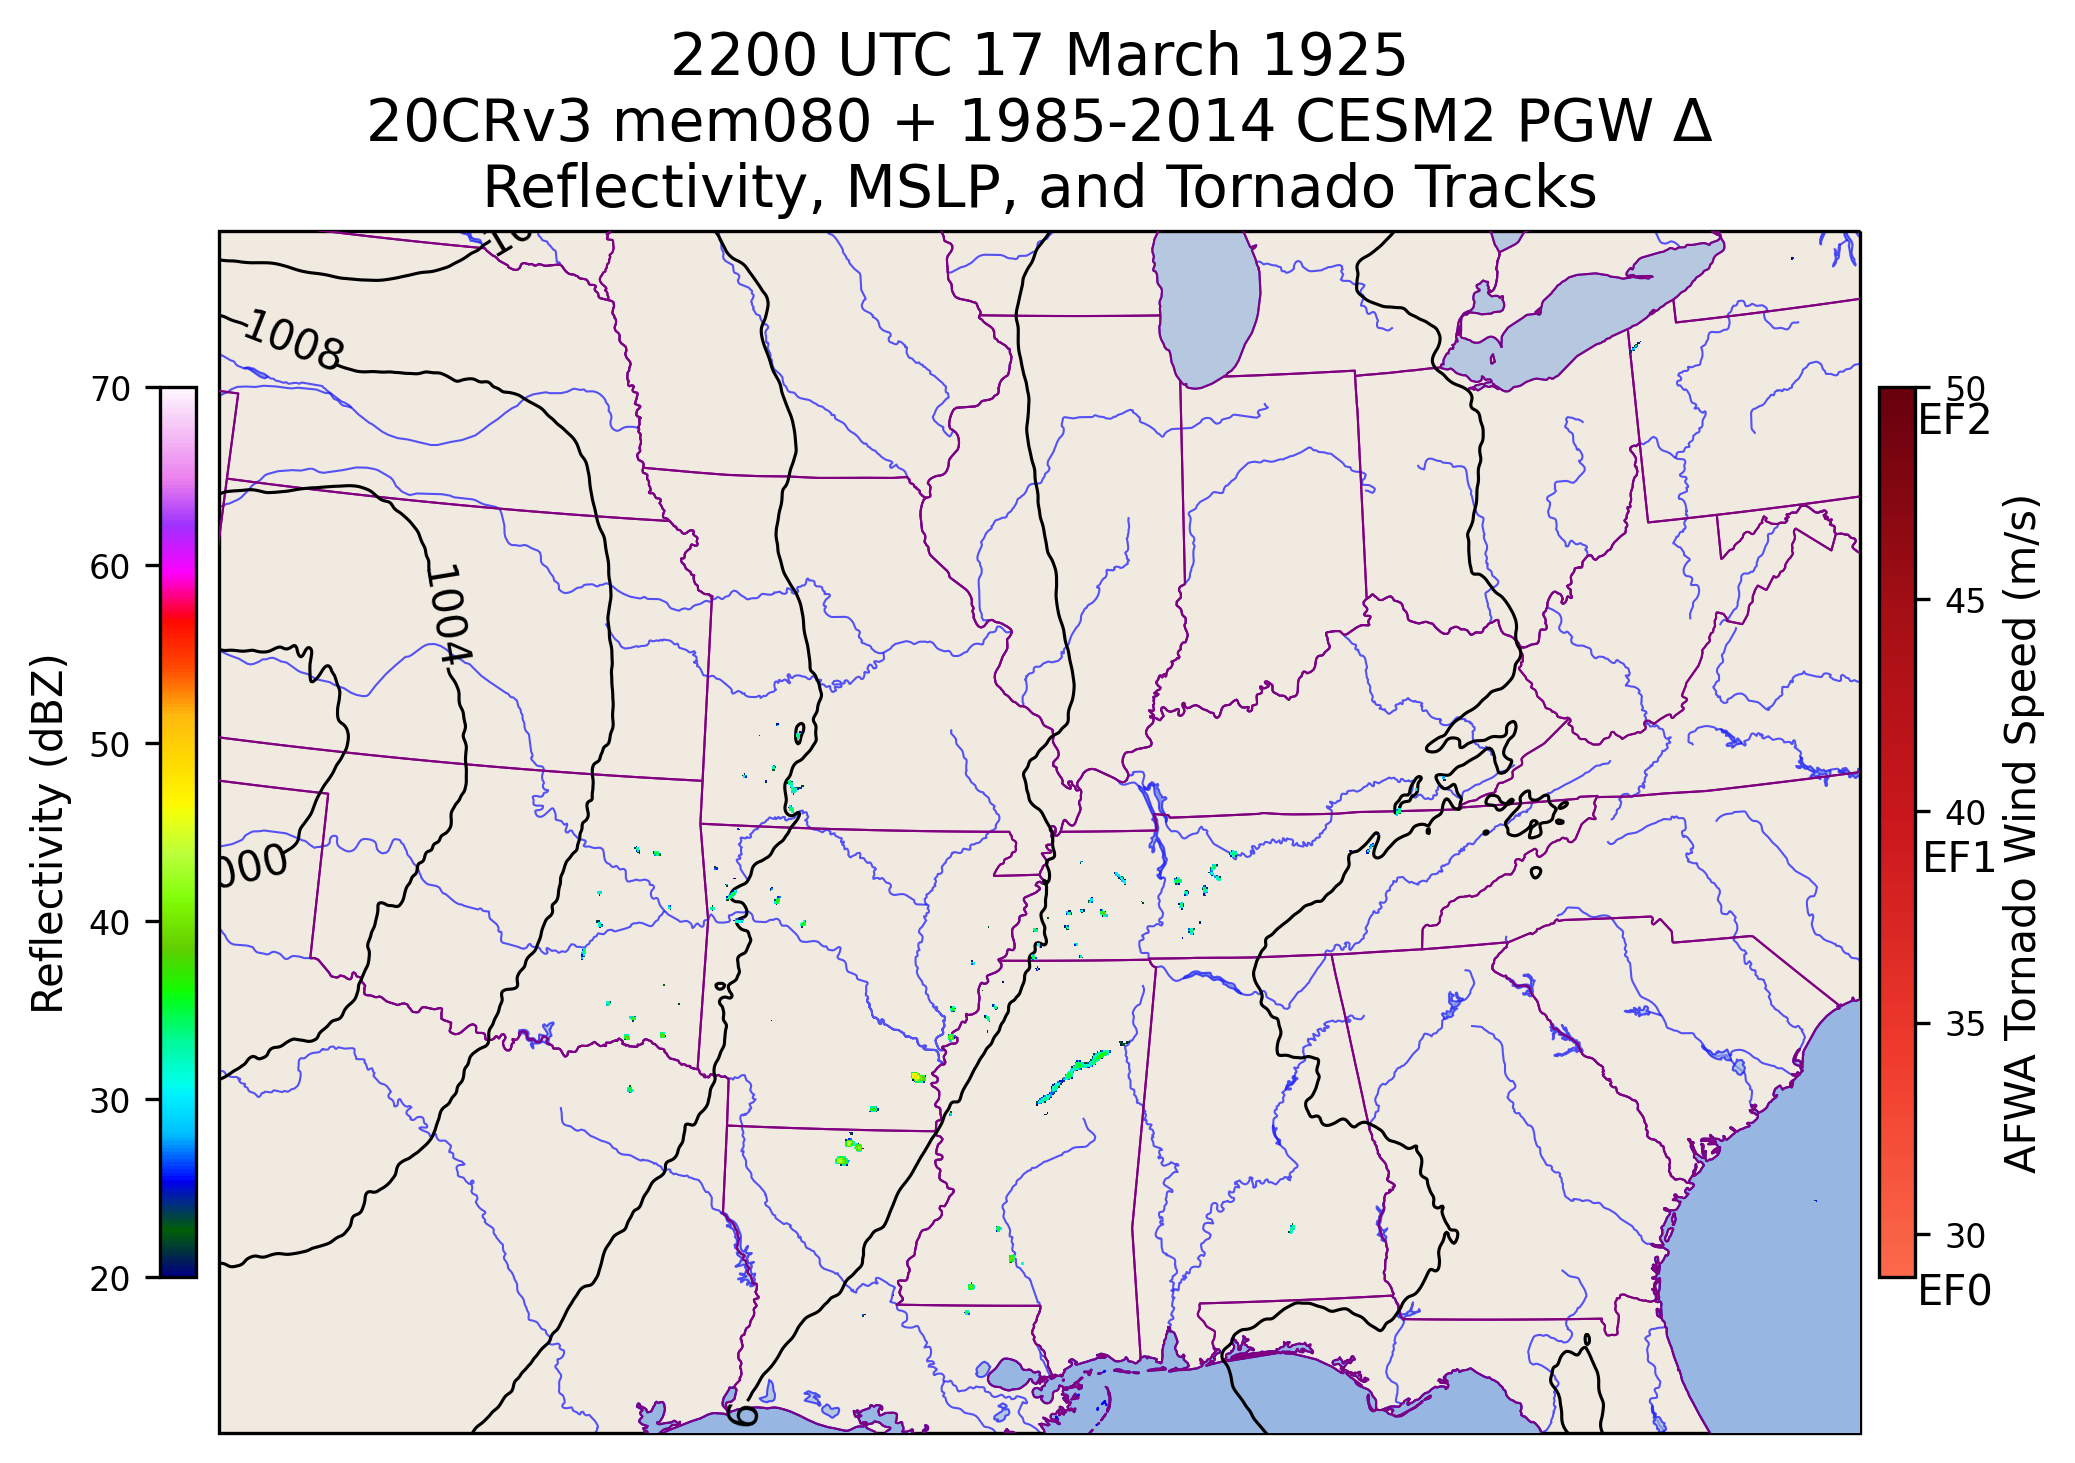 2200 UTC 17 March 1925
20CRv3 mem080 + 1985-2014 CESM2 PGW Δ
Reflectivity, MSLP, and Tornado Tracks
1008
1004
000
6
70
60
50
40
30
20
Reflectivity (dBZ)
50
EF2
45
40
EF1
35
30
EF0
AFWA Tornado Wind Speed (m/s)